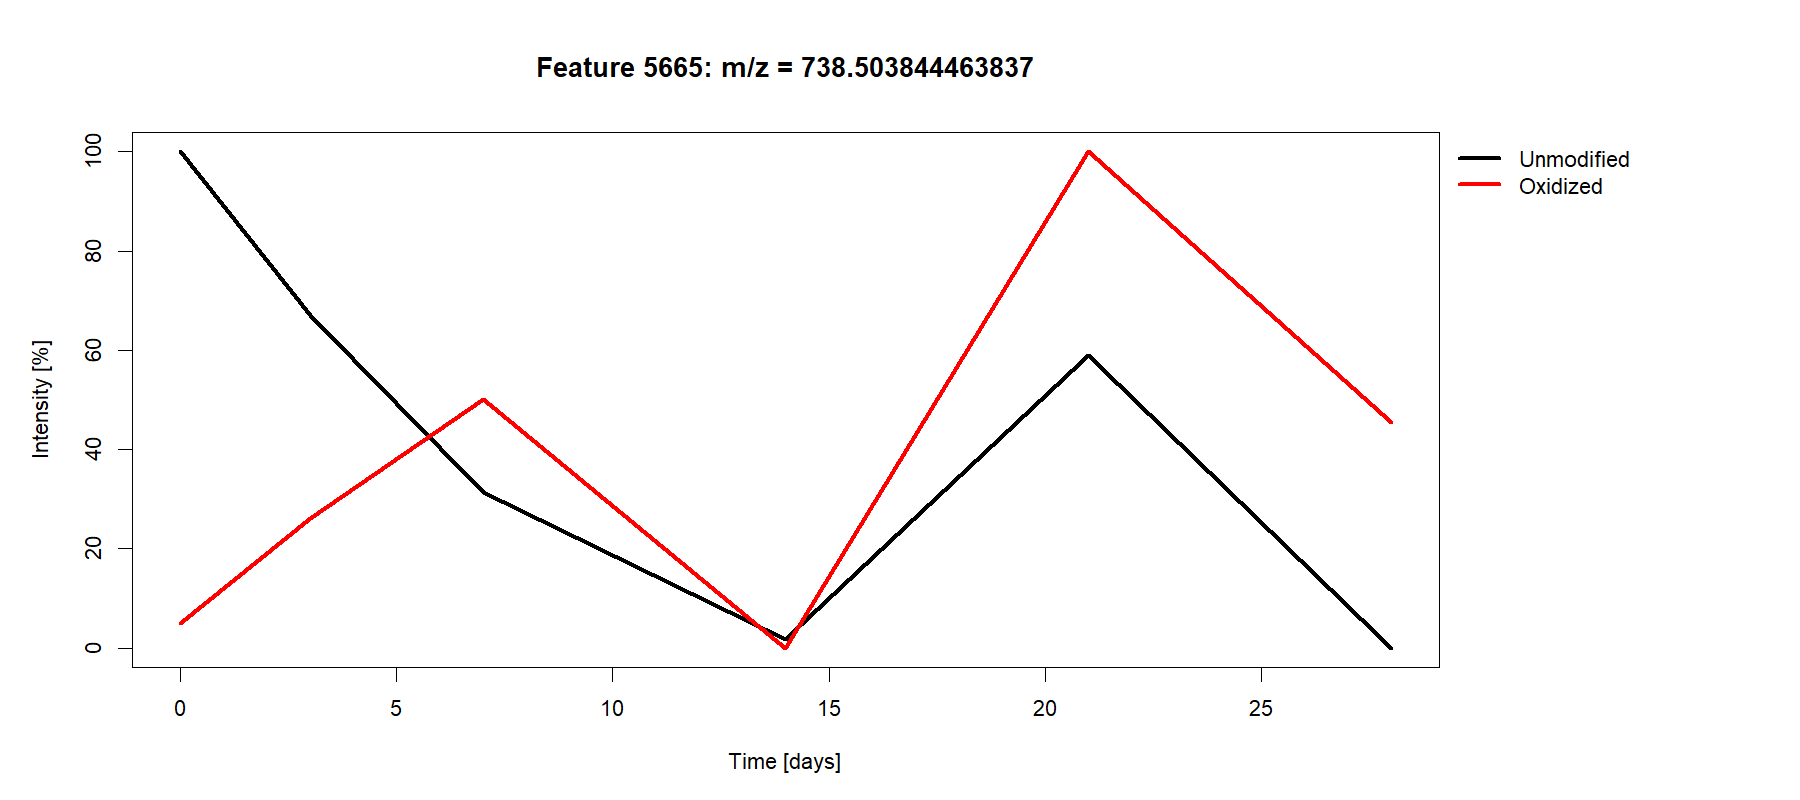 Feature 5665: m/z = 738.503844463837
Unmodified
Oxidized
Intensity [%]
100
80
60
40
20
0
0 5 10 15 20 25
Time [days]